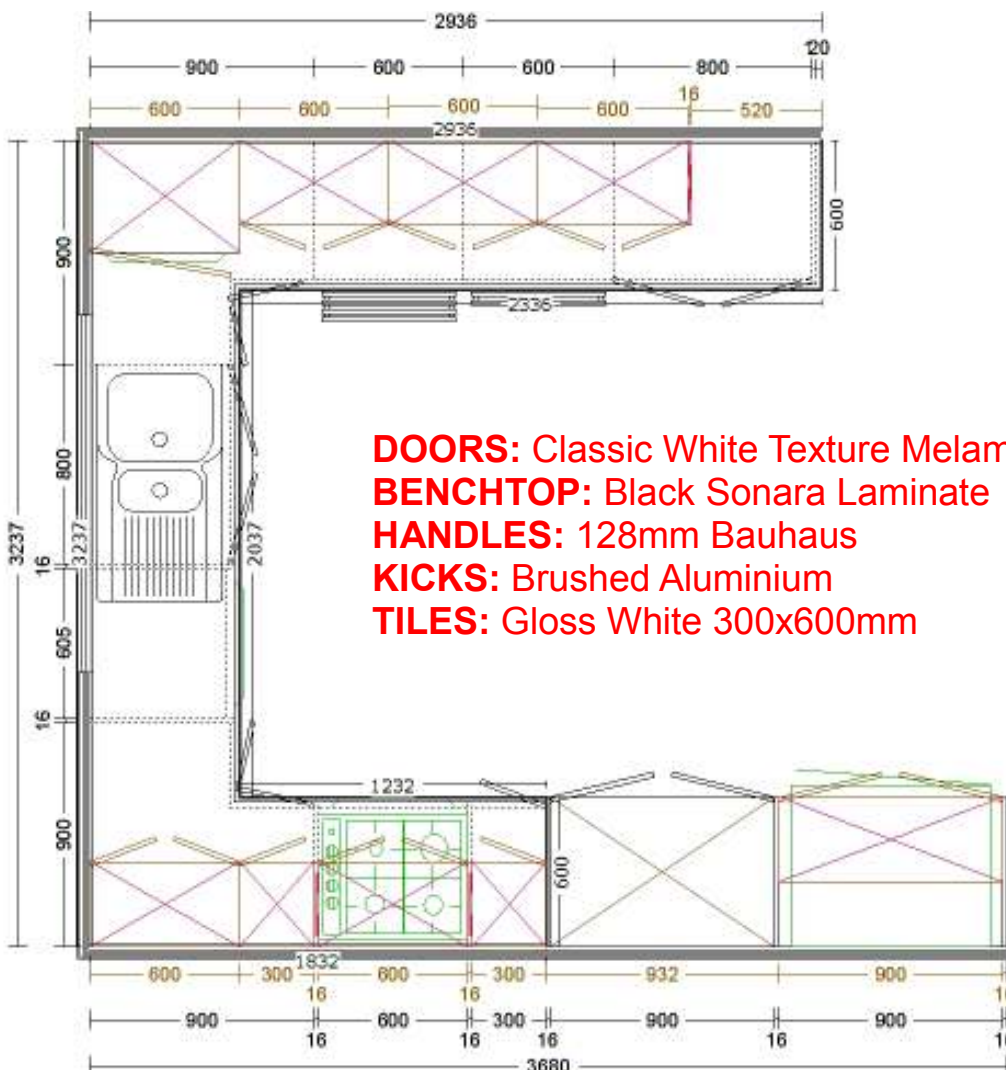 2936
900 600 600 800 120
600 600 600 600 16 520
2936
900
600
2336
800
3237
3237
2037
16
605
16
900
DOORS: Classic White Texture Melam
BENCHTOP: Black Sonara Laminate
HANDLES: 128mm Bauhaus
KICKS: Brushed Aluminium
TILES: Gloss White 300x600mm
1232
600
1832
600 300 600 300 932 900
16 16 16
900 600 300 900 900
16 16 16 16 16
3680